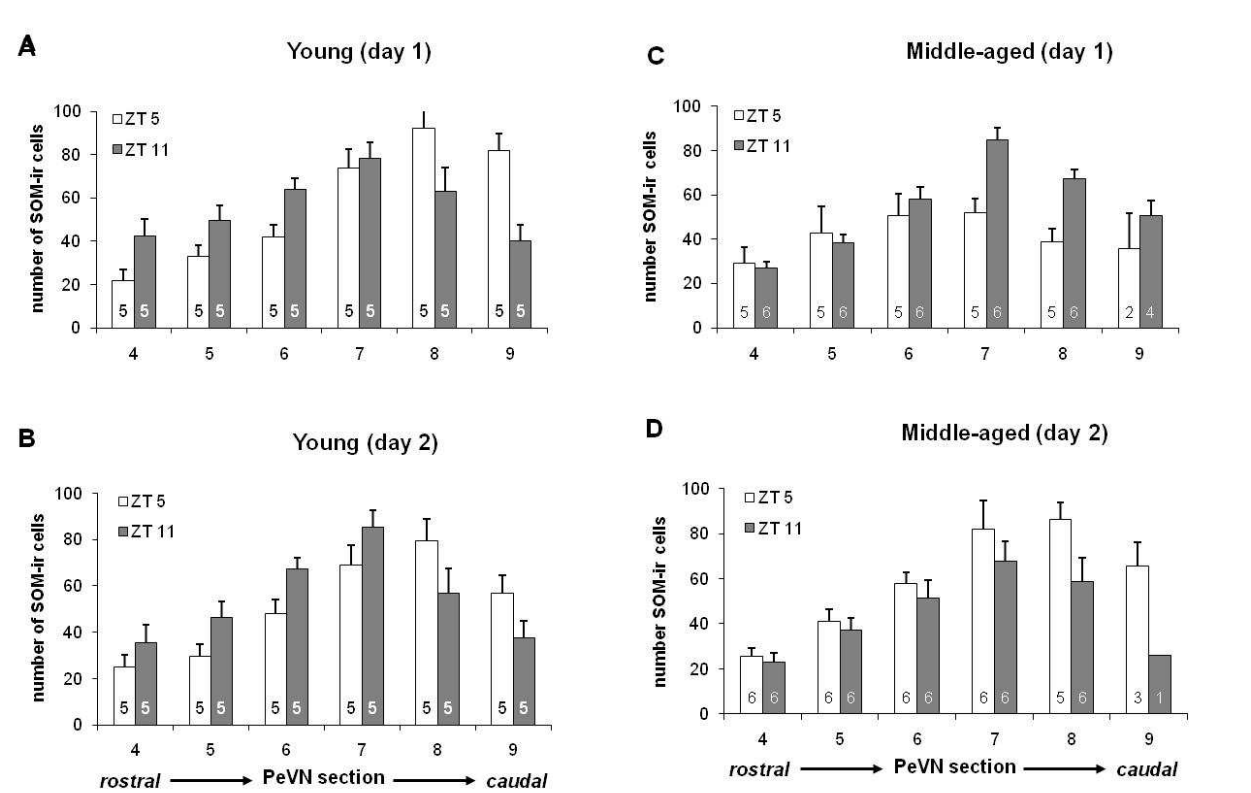 A
Young (day 1)
number of SOM-ir cells
100
80
60
40
20
0
ZT 5
ZT 11
5 5 5 5 5 5 5 5 5 5 5 5
4 5 6 7 8 9
C
Middle-aged (day 1)
number SOM-ir cells
100
80
60
40
20
0
ZT 5
ZT 11
5 6 5 6 5 6 5 6 5 6 2 4
4 5 6 7 8 9
B
Young (day 2)
number of SOM-ir cells
100
80
60
40
20
0
ZT 5
ZT 11
5 5 5 5 5 5 5 5 5 5 5 5
4 5 6 7 8 9
rostral PeVN section caudal
D
Middle-aged (day 2)
number SOM-ir cells
100
80
60
40
20
0
ZT 5
ZT 11
6 6 6 6 6 6 6 6 5 6 3 1
4 5 6 7 8 9
rostral PeVN section caudal